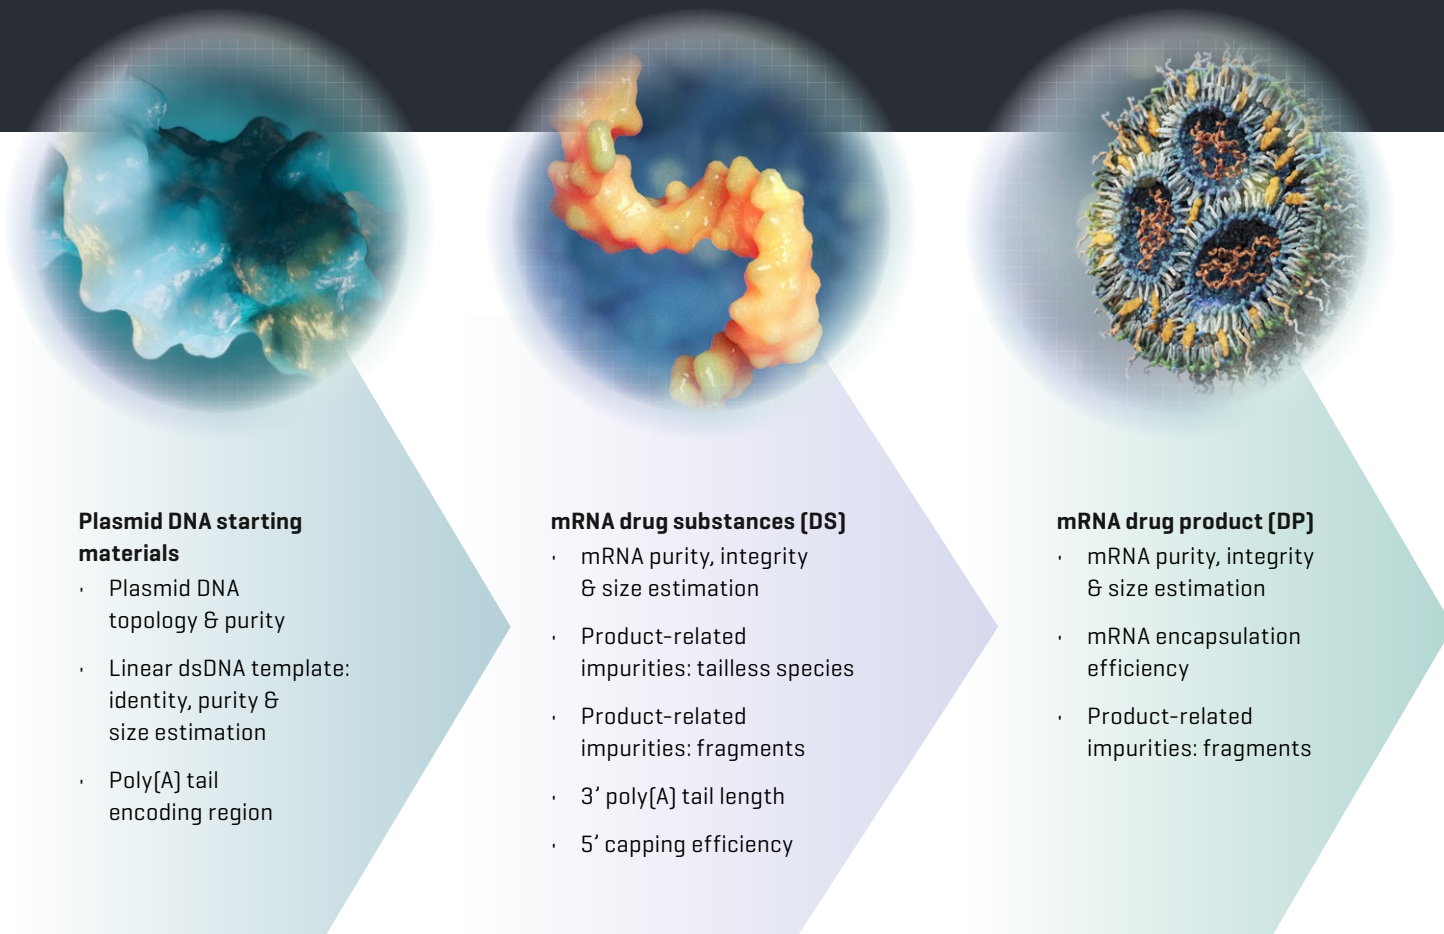 Plasmid DNA starting
materials
· Plasmid DNA
topology & purity
· Linear dsDNA template:
identity, purity &
size estimation
· Poly(A) tail
encoding region
mRNA drug substances (DS)
· mRNA purity, integrity
& size estimation
· Product-related
impurities: tailless species
· Product-related
impurities: fragments
· 3’ poly(A) tail length
· 5’ capping efficiency
mRNA drug product (DP)
· mRNA purity, integrity
& size estimation
· mRNA encapsulation
efficiency
· Product-related
impurities: fragments